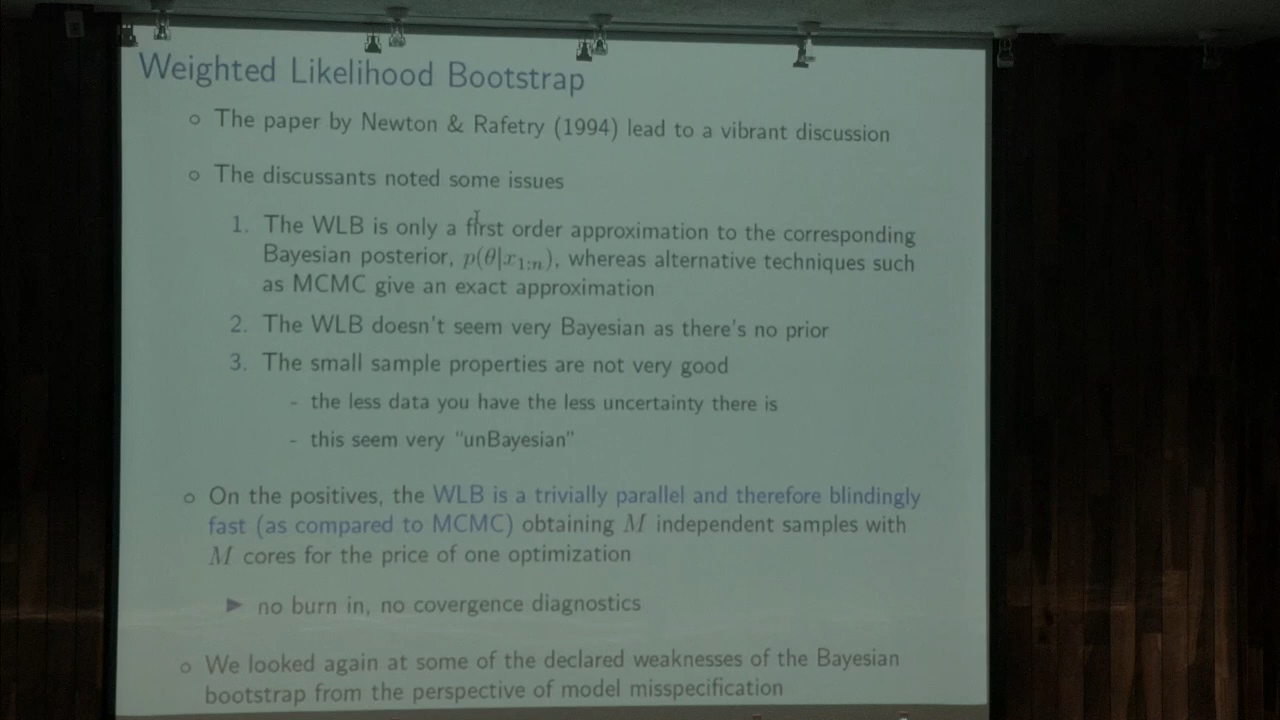 Weighted Likelihood Bootstrap
○ The paper by Newton & Rafetry (1994) lead to a vibrant discussion
○ The discussants noted some issues
1. The WLB is only a first order approximation to the corresponding
Bayesian posterior, p(θ|x1:n), whereas alternative techniques such
as MCMC give an exact approximation
2. The WLB doesn't seem very Bayesian as there's no prior
3. The small sample properties are not very good
- the less data you have the less uncertainty there is
- this seem very "unBayesian"
○ On the positives, the WLB is a trivially parallel and therefore blindingly
fast (as compared to MCMC) obtaining M independent samples with
M cores for the price of one optimization
▶ no burn in, no covergence diagnostics
○ We looked again at some of the declared weaknesses of the Bayesian
bootstrap from the perspective of model misspecification